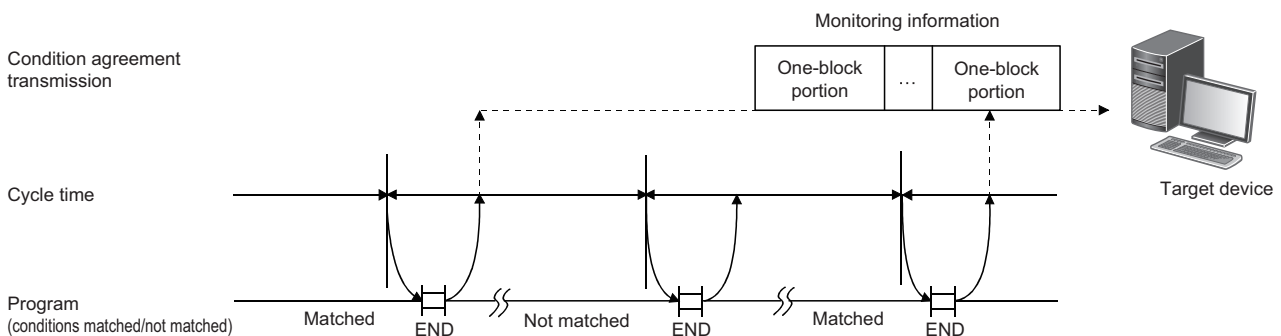 Monitoring information
Condition agreement
transmission
One-block
portion
...
One-block
portion
Cycle time
Target device
Program
(conditions matched/not matched)
Matched
END
Not matched
END
Matched
END